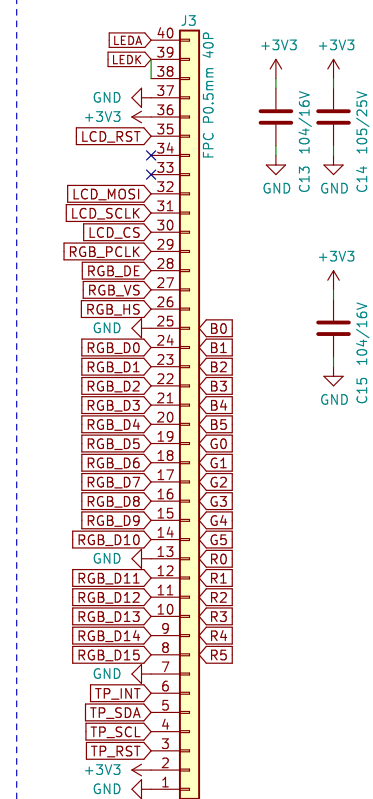 J3
LEDA 40
LEDK 39
38
GND 37
+3V3 36
LCD_RST 35
34
33
LCD_MOSI 32
LCD_SCLK 31
LCD_CS 30
RGB_PCLK 29
RGB_DE 28
RGB_VS 27
RGB_HS 26
GND 25 B0
RGB_D0 24 B1
RGB_D1 23 B2
RGB_D2 22 B3
RGB_D3 21 B4
RGB_D4 20 B5
RGB_D5 19 G0
RGB_D6 18 G1
RGB_D7 17 G2
RGB_D8 16 G3
RGB_D9 15 G4
RGB_D10 14 G5
GND 13 R0
RGB_D11 12 R1
RGB_D12 11 R2
RGB_D13 10 R3
RGB_D14 9 R4
RGB_D15 8 R5
GND 7
TP_INT 6
TP_SDA 5
TP_SCL 4
TP_RST 3
+3V3 2
GND 1
FPC P0.5mm 40P
+3V3
C13 104/16V
GND
+3V3
C14 105/25V
GND
+3V3
C15 104/16V
GND